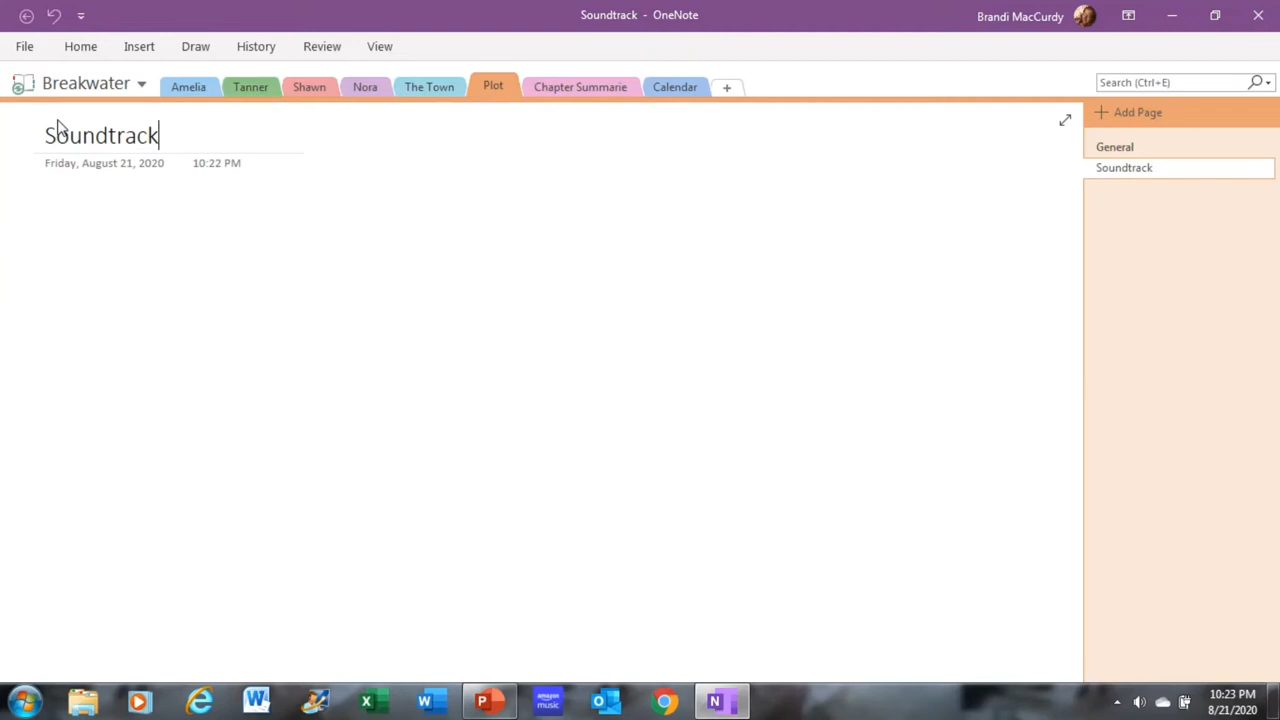 Soundtrack - OneNote
Brandi MacCurdy
File Home Insert Draw History Review View
Breakwater Amelia Tanner Shawn Nora The Town Plot Chapter Summarie Calendar +
Search (Ctrl+E)
Soundtrack
Friday, August 21, 2020 10:22 PM
Add Page
General
Soundtrack
amazon
music
10:23 PM
8/21/2020